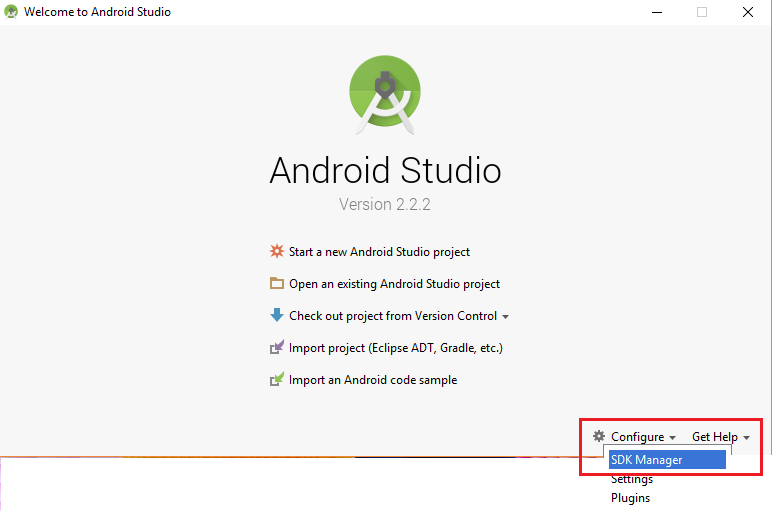 Welcome to Android Studio
Android Studio
Version 2.2.2
Start a new Android Studio project
Open an existing Android Studio project
Check out project from Version Control
Import project (Eclipse ADT, Gradle, etc.)
Import an Android code sample
Configure Get Help
SDK Manager
Settings
Plugins